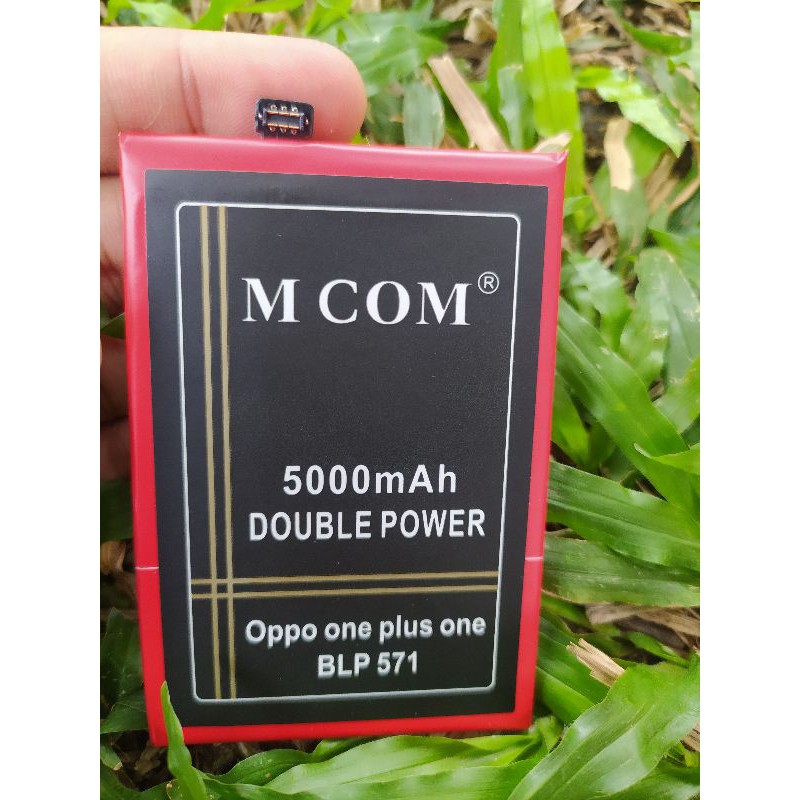 M COM®
5000mAh
DOUBLE POWER
Oppo one plus one
BLP 571